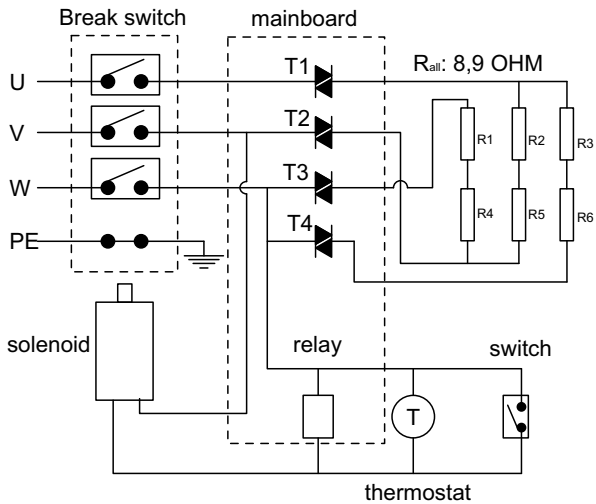 Break switch
mainboard
U
T1
Rall: 8,9 OHM
V
T2
R1
R2
R3
W
T3
T4
R4
R5
R6
PE
solenoid
relay
switch
T
thermostat